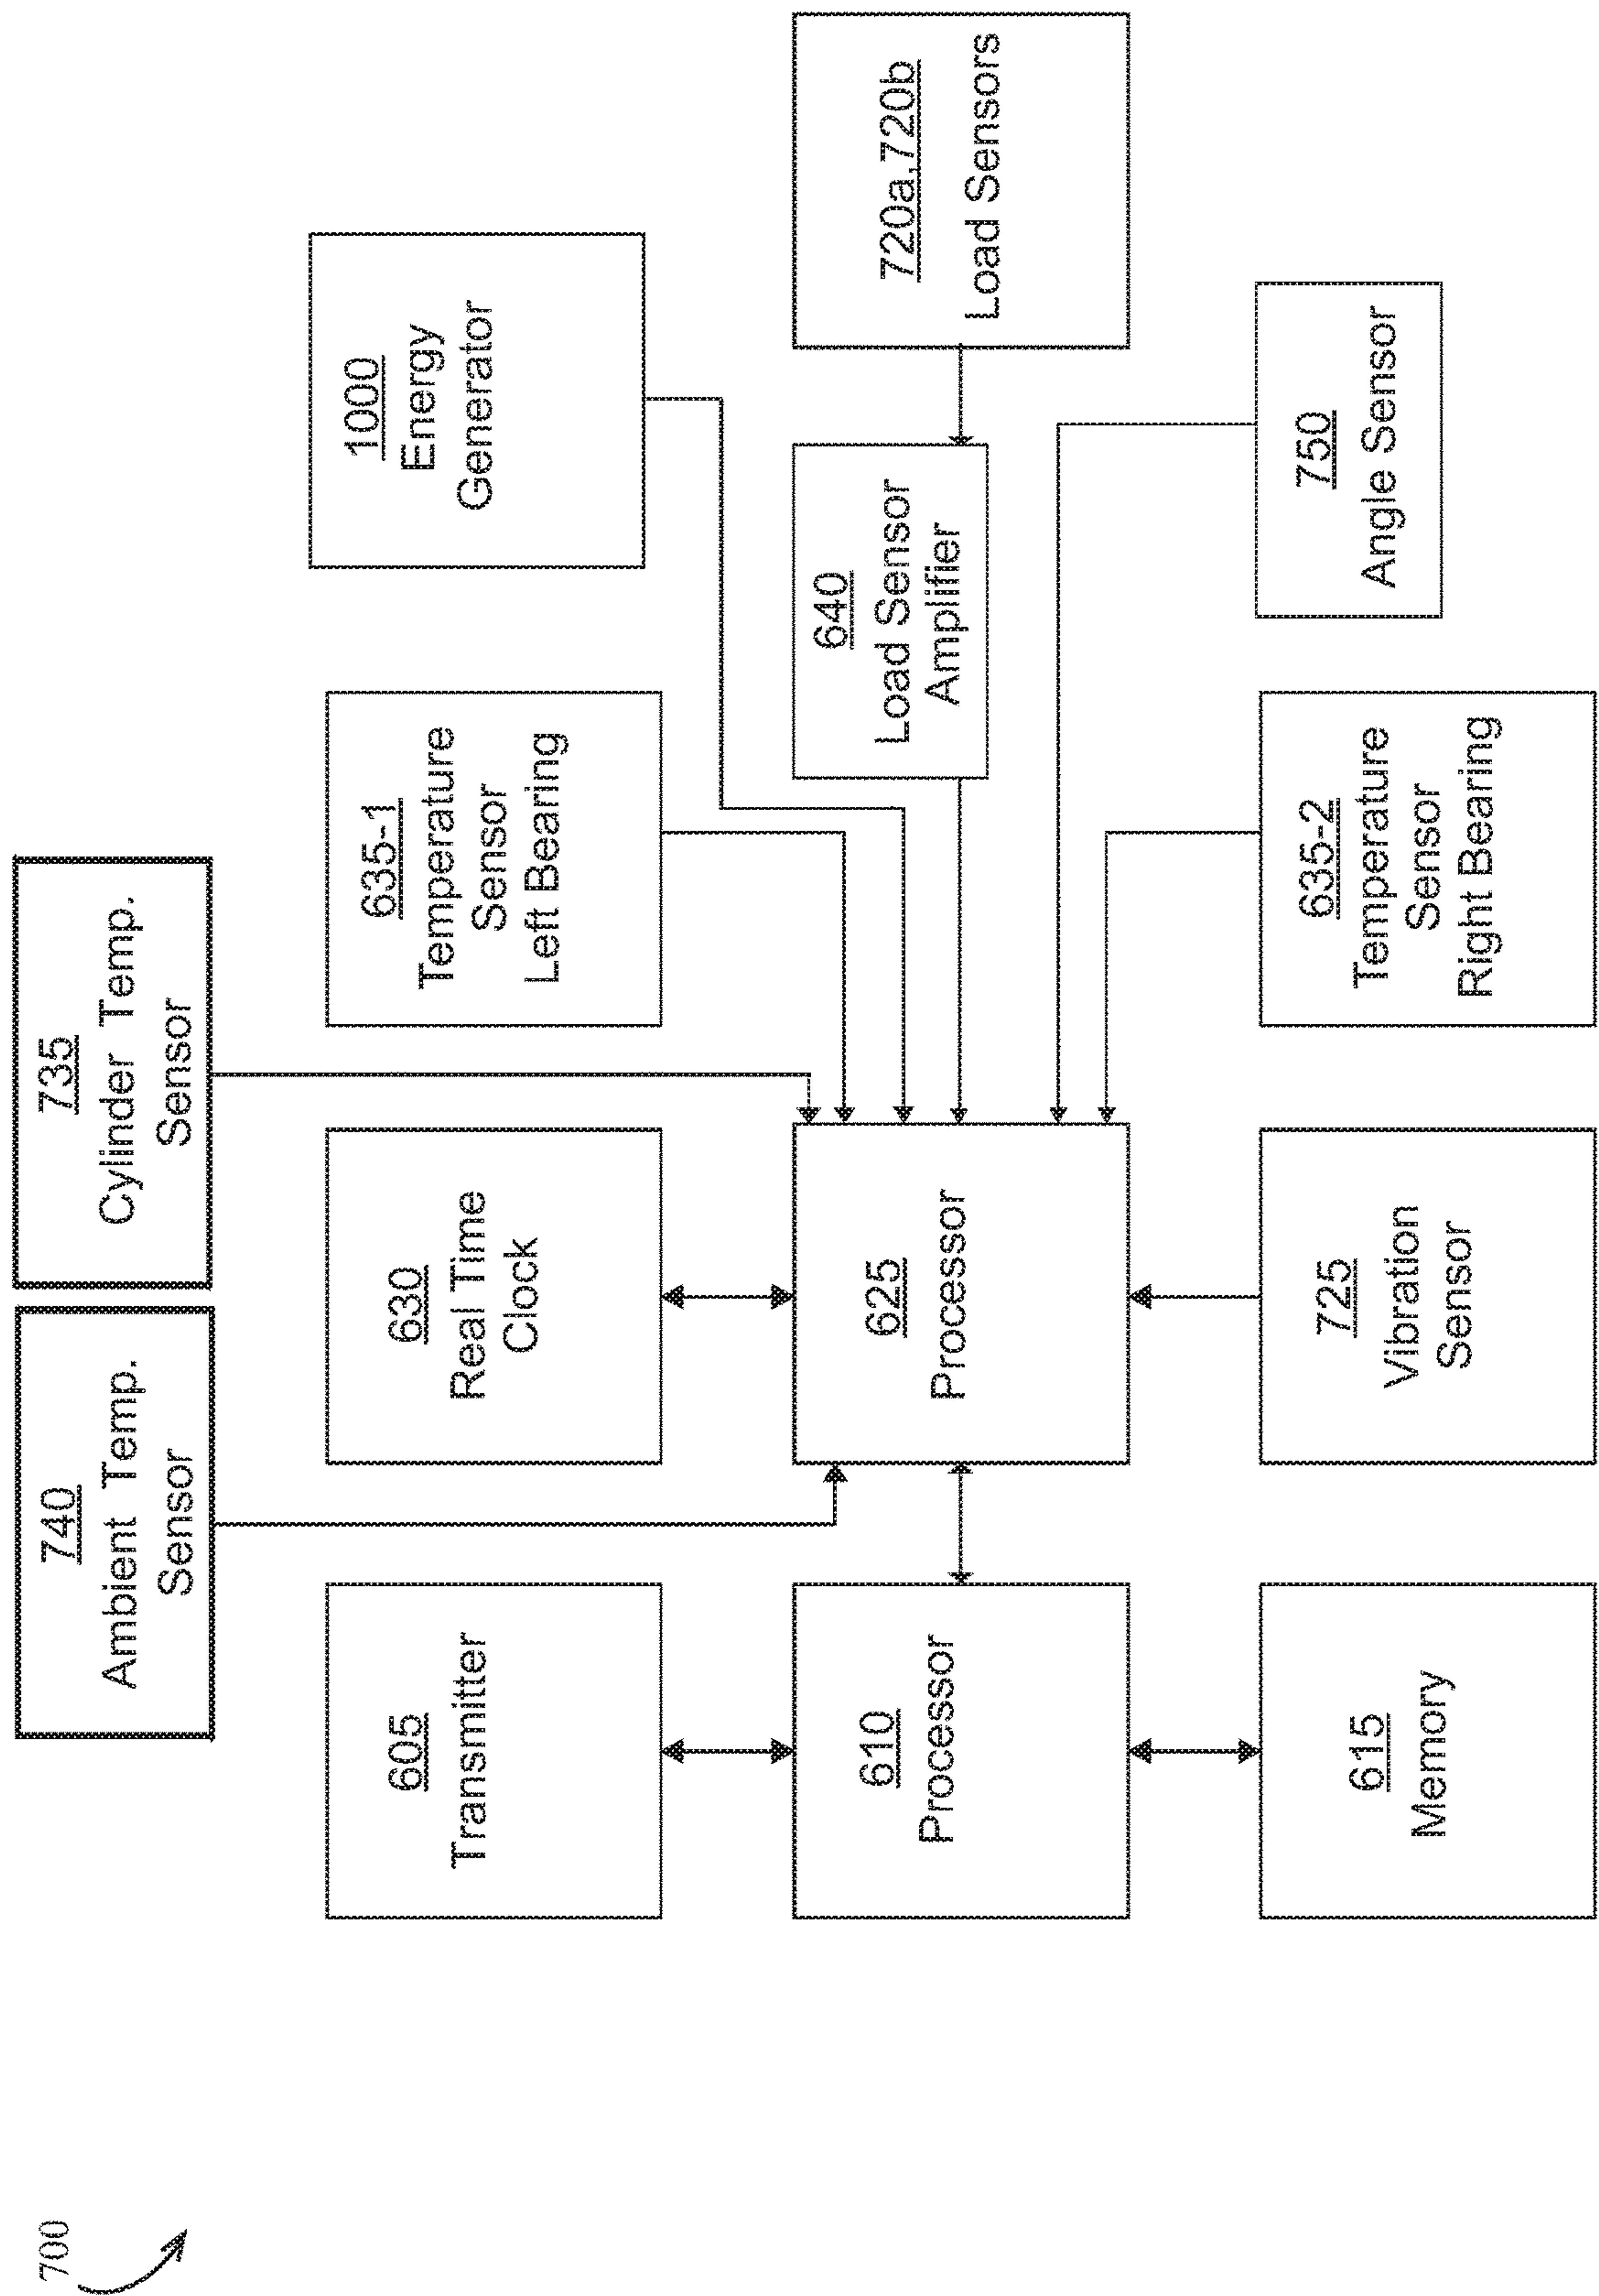 700
740
Ambient Temp.
Sensor
735
Cylinder Temp.
Sensor
605
Transmitter
630
Real Time
Clock
635-1
Temperature
Sensor
Left Bearing
1000
Energy
Generator
610
Processor
625
Processor
640
Load Sensor
Amplifier
720a,720b
Load Sensors
615
Memory
725
Vibration
Sensor
635-2
Temperature
Sensor
Right Bearing
750
Angle Sensor